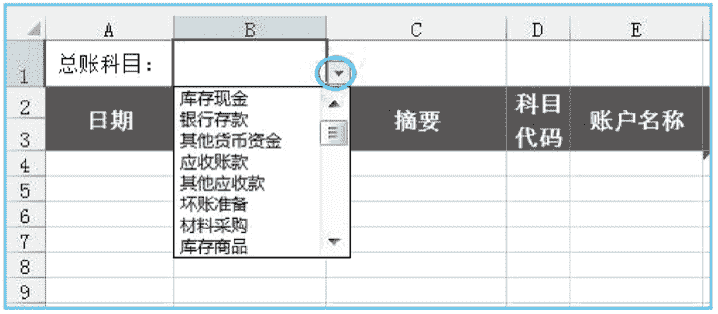 A B C D E
1 总账科目：
库存现金
银行存款
其他货币资金
应收账款
其他应收款
坏账准备
材料采购
库存商品
2
3
日期 摘要 科目
代码
账户名称
4
5
6
7
8
9